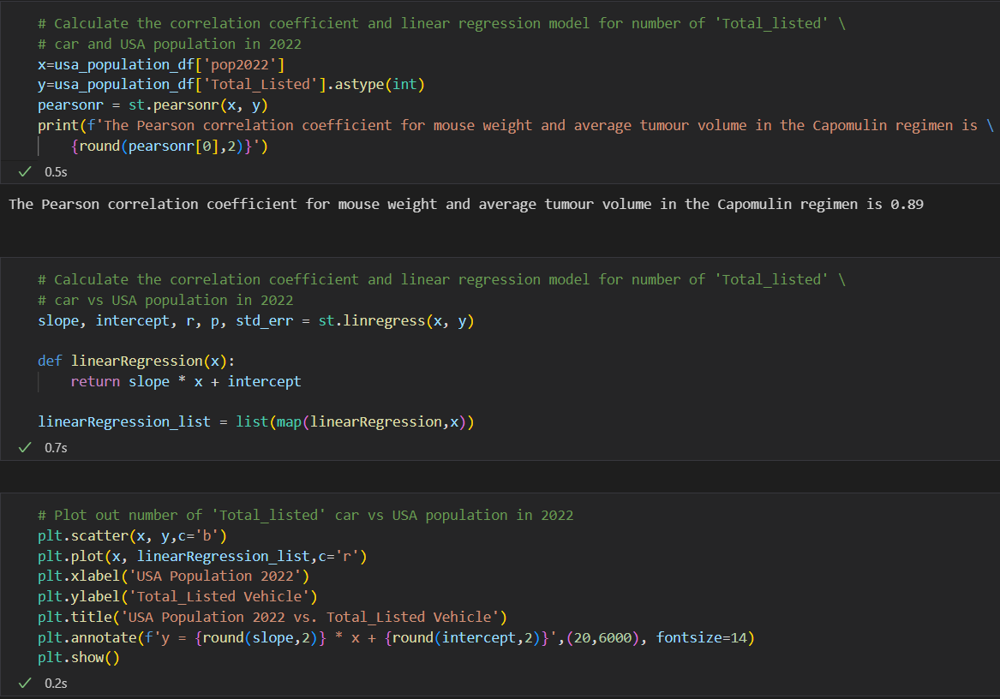 # Calculate the correlation coefficient and linear regression model for number of 'Total_listed' \
# car and USA population in 2022
x=usa_population_df['pop2022']
y=usa_population_df['Total_Listed'].astype(int)
pearsonr = st.pearsonr(x, y)
print(f'The Pearson correlation coefficient for mouse weight and average tumour volume in the Capomulin regimen is \
    {round(pearsonr[0],2)}')
✓ 0.5s
The Pearson correlation coefficient for mouse weight and average tumour volume in the Capomulin regimen is 0.89
# Calculate the correlation coefficient and linear regression model for number of 'Total_listed' \
# car vs USA population in 2022
slope, intercept, r, p, std_err = st.linregress(x, y)
def linearRegression(x):
    return slope * x + intercept
linearRegression_list = list(map(linearRegression,x))
✓ 0.7s
# Plot out number of 'Total_listed' car vs USA population in 2022
plt.scatter(x, y,c='b')
plt.plot(x, linearRegression_list,c='r')
plt.xlabel('USA Population 2022')
plt.ylabel('Total_Listed Vehicle')
plt.title('USA Population 2022 vs. Total_Listed Vehicle')
plt.annotate(f'y = {round(slope,2)} * x + {round(intercept,2)}',(20,6000), fontsize=14)
plt.show()
✓ 0.2s